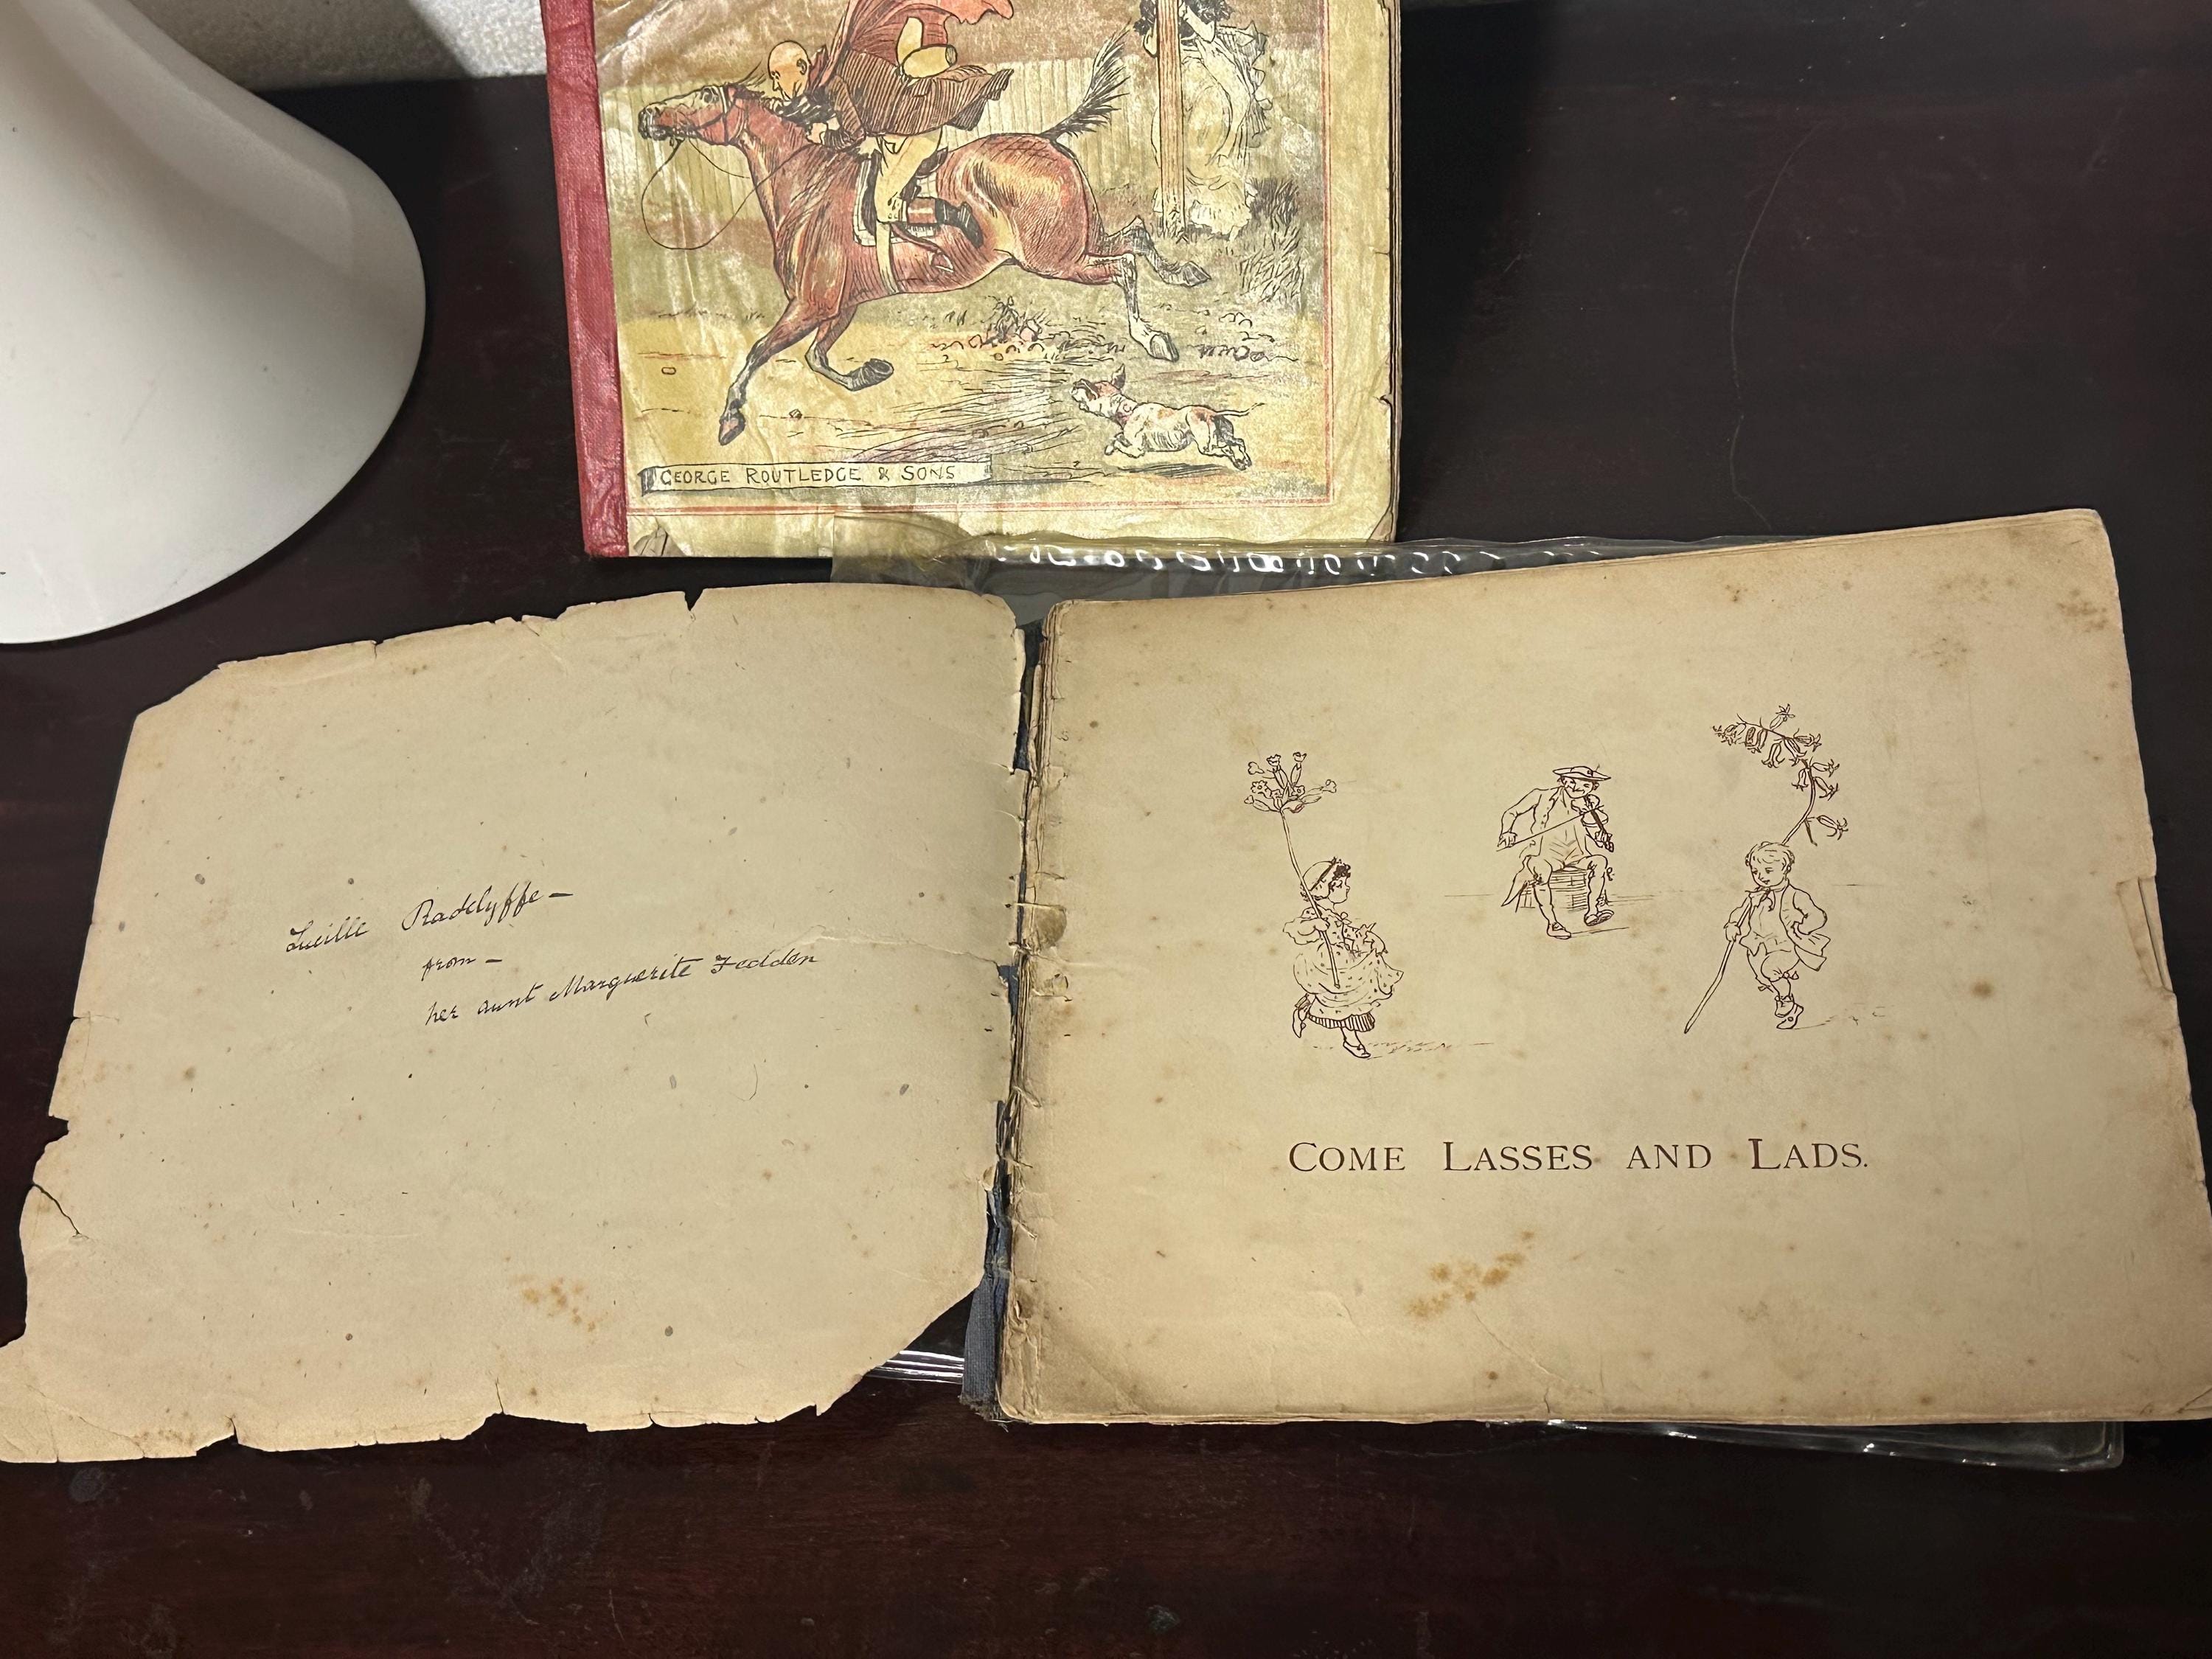 GEORGE ROUTLEDGE & SONS
Lucille Radclyffe —
from —
her aunt Marguerite Fedden
COME LASSES AND LADS.